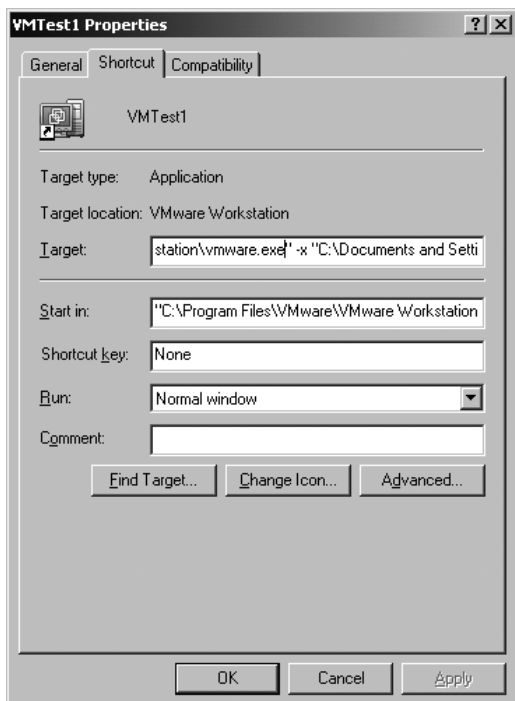 VMTest1 Properties
General Shortcut Compatibility
VMTest1
Target type: Application
Target location: VMware Workstation
Target: station\vmware.exe" -x "C:\Documents and Setti
Start in: "C:\Program Files\VMware\VMware Workstation
Shortcut key: None
Run: Normal window
Comment:
Find Target... Change Icon... Advanced...
OK Cancel Apply